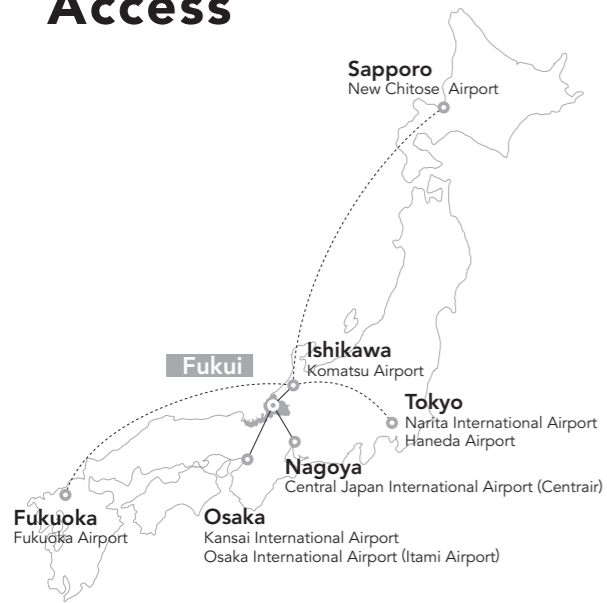 Access
Sapporo
New Chitose Airport
Ishikawa
Komatsu Airport
Fukui
Tokyo
Narita International Airport
Haneda Airport
Nagoya
Central Japan International Airport (Centrair)
Fukuoka
Fukuoka Airport
Osaka
Kansai International Airport
Osaka International Airport (Itami Airport)